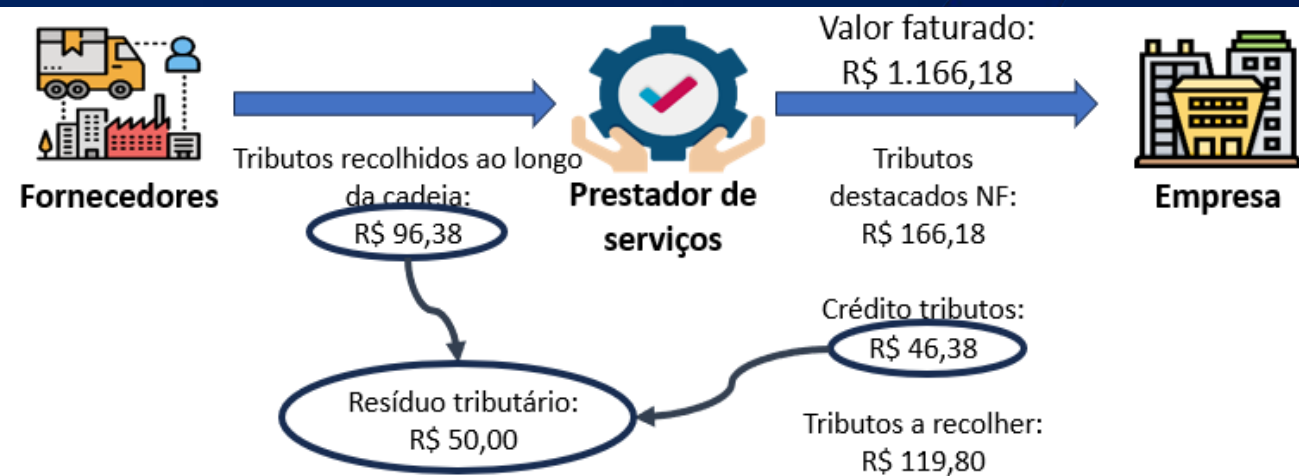 Valor faturado:
R$ 1.166,18
Tributos recolhidos ao longo
da cadeia:
R$ 96,38
Fornecedores
Prestador de
serviços
Tributos
destacados NF:
R$ 166,18
Empresa
Crédito tributos:
R$ 46,38
Resíduo tributário:
R$ 50,00
Tributos a recolher:
R$ 119,80